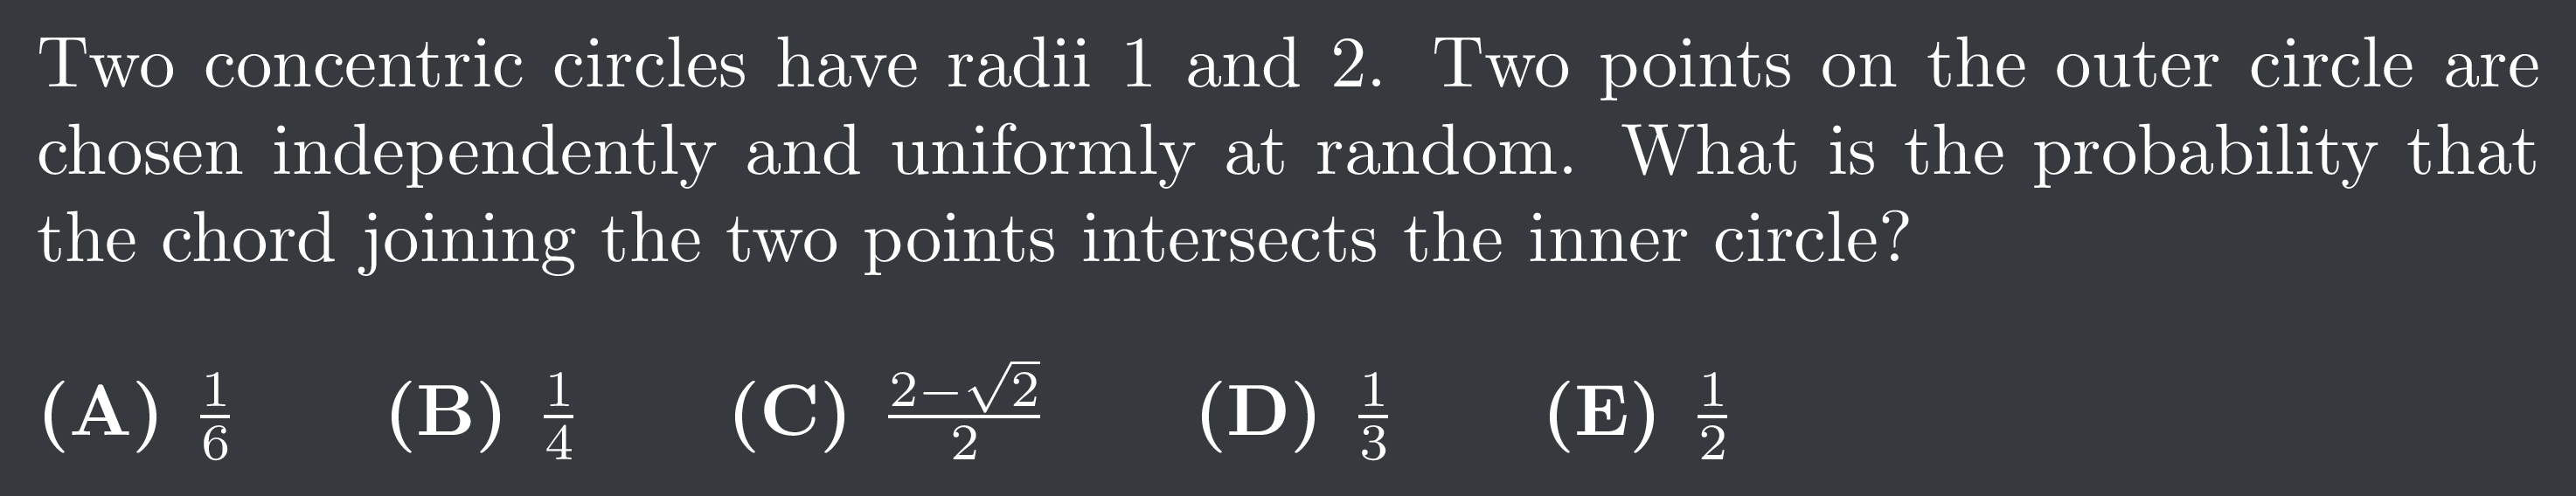 Two concentric circles have radii 1 and 2. Two points on the outer circle are
chosen independently and uniformly at random. What is the probability that
the chord joining the two points intersects the inner circle?
(A) $\frac{1}{6}$ (B) $\frac{1}{4}$ (C) $\frac{2-\sqrt{2}}{2}$ (D) $\frac{1}{3}$ (E) $\frac{1}{2}$